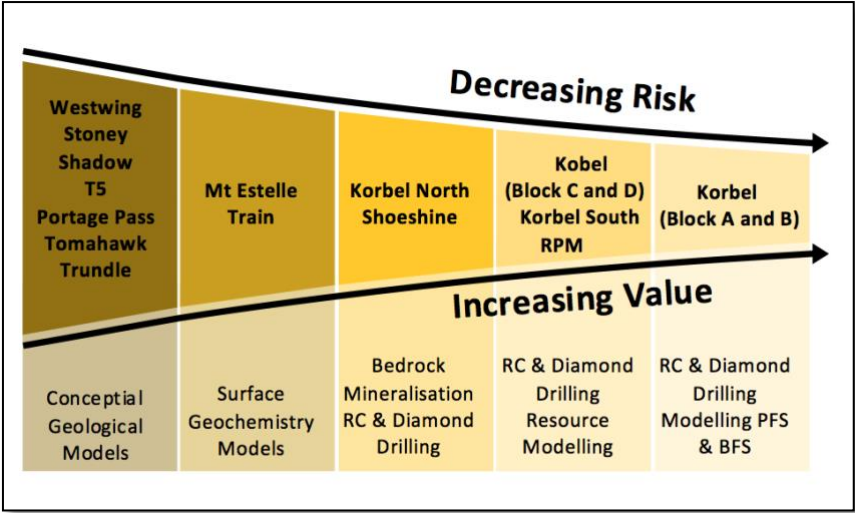 Decreasing Risk
Westwing
Stoney
Shadow
T5
Portage Pass
Tomahawk
Trundle
Mt Estelle
Train
Korbel North
Shoeshine
Kobel
(Block C and D)
Korbel South
RPM
Korbel
(Block A and B)
Increasing Value
Conceptial
Geological
Models
Surface
Geochemistry
Models
Bedrock
Mineralisation
RC & Diamond
Drilling
RC & Diamond
Drilling
Resource
Modelling
RC & Diamond
Drilling
Modelling PFS
& BFS